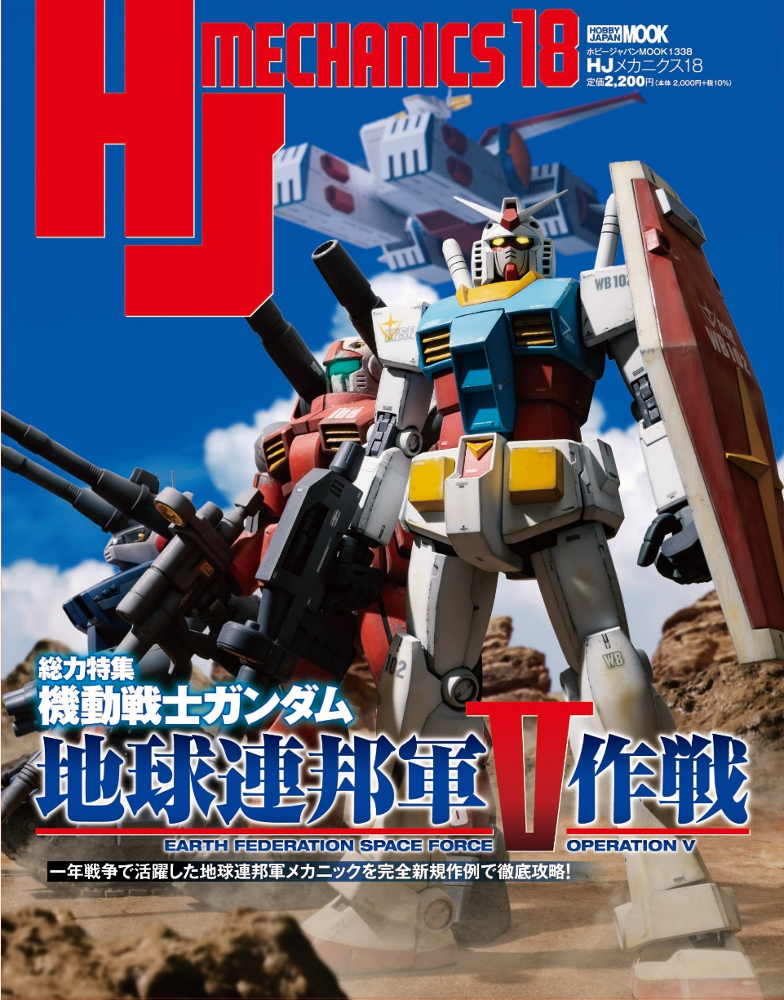 HJ
MECHANICS 18
HOBBY
JAPAN MOOK
ホビージャパンMOOK1338
HJメカニクス18
定価2,200円(本体 2,000円+税10%)
WB 102
EFSF
WB102
108
102
WB
総力特集
機動戦士ガンダム
地球連邦軍V作戦
EARTH FEDERATION SPACE FORCE OPERATION V
一年戦争で活躍した地球連邦軍メカニックを完全新規作例で徹底攻略!